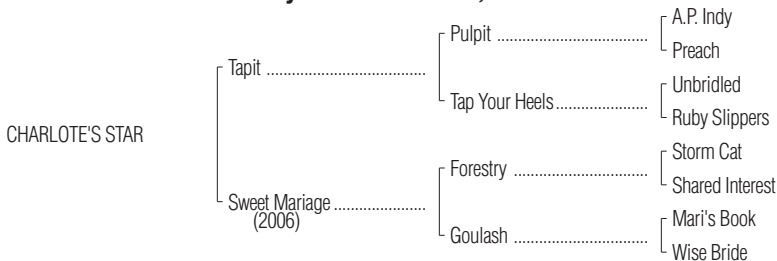 A.P. Indy
Pulpit
Preach
Tapit
Unbridled
Tap Your Heels
Ruby Slippers
CHARLOTE'S STAR
Storm Cat
Forestry
Shared Interest
Sweet Mariage
(2006)
Mari's Book
Goulash
Wise Bride